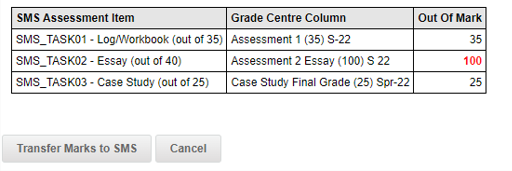 SMS Assessment Item Grade Centre Column Out Of Mark
SMS_TASK01 - Log/Workbook (out of 35) Assessment 1 (35) S-22 35
SMS_TASK02 - Essay (out of 40) Assessment 2 Essay (100) S 22 100
SMS_TASK03 - Case Study (out of 25) Case Study Final Grade (25) Spr-22 25
Transfer Marks to SMS Cancel